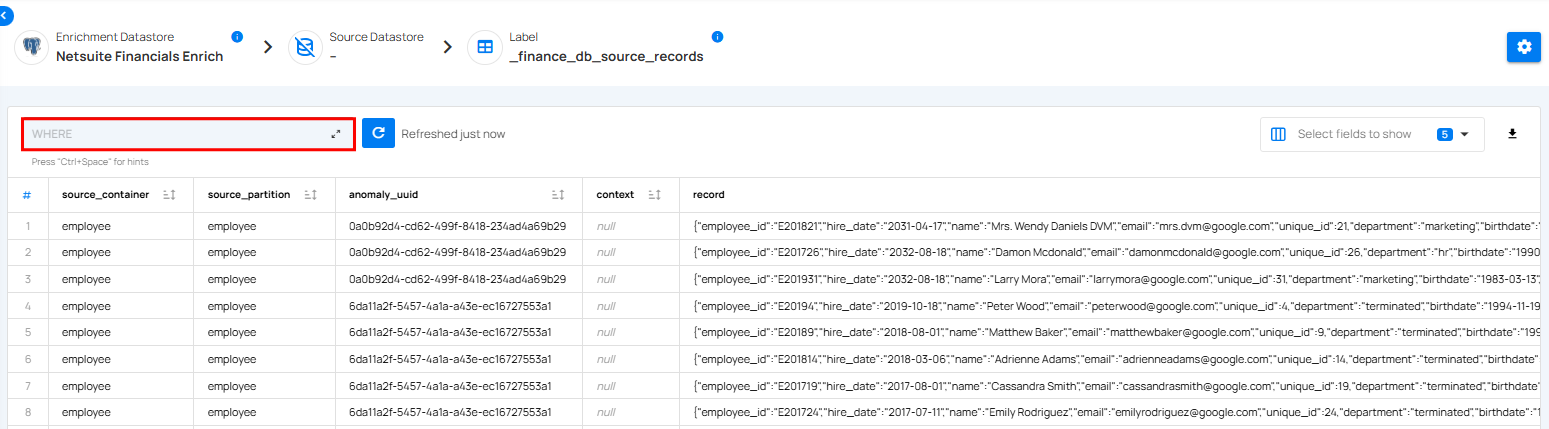 Enrichment Datastore
Netsuite Financials Enrich
Source Datastore
–
Label
_finance_db_source_records
WHERE
Refreshed just now
Select fields to show 5
Press "Ctrl+Space" for hints
# source_container source_partition anomaly_uuid context record
1 employee employee 0a0b92d4-cd62-499f-8418-234ad4a69b29 null {"employee_id":"E201821","hire_date":"2031-04-17","name":"Mrs. Wendy Daniels DVM","email":"mrs.dvm@google.com","unique_id":21,"department":"marketing","birthdate":"
2 employee employee 0a0b92d4-cd62-499f-8418-234ad4a69b29 null {"employee_id":"E201726","hire_date":"2032-08-18","name":"Damon Mcdonald","email":"damonmcdonald@google.com","unique_id":26,"department":"hr","birthdate":"1990
3 employee employee 0a0b92d4-cd62-499f-8418-234ad4a69b29 null {"employee_id":"E201931","hire_date":"2032-08-18","name":"Larry Mora","email":"larrymora@google.com","unique_id":31,"department":"marketing","birthdate":"1983-03-13",
4 employee employee 6da11a2f-5457-4a1a-a43e-ec16727553a1 null {"employee_id":"E20194","hire_date":"2019-10-18","name":"Peter Wood","email":"peterwood@google.com","unique_id":4,"department":"terminated","birthdate":"1994-11-19
5 employee employee 6da11a2f-5457-4a1a-a43e-ec16727553a1 null {"employee_id":"E20189","hire_date":"2018-08-01","name":"Matthew Baker","email":"matthewbaker@google.com","unique_id":9,"department":"terminated","birthdate":"199
6 employee employee 6da11a2f-5457-4a1a-a43e-ec16727553a1 null {"employee_id":"E201814","hire_date":"2018-03-06","name":"Adrienne Adams","email":"adrienneadams@google.com","unique_id":14,"department":"terminated","birthdate"
7 employee employee 6da11a2f-5457-4a1a-a43e-ec16727553a1 null {"employee_id":"E201719","hire_date":"2017-08-01","name":"Cassandra Smith","email":"cassandrasmith@google.com","unique_id":19,"department":"terminated","birthdate"
8 employee employee 6da11a2f-5457-4a1a-a43e-ec16727553a1 null {"employee_id":"E201724","hire_date":"2017-07-11","name":"Emily Rodriguez","email":"emilyrodriguez@google.com","unique_id":24,"department":"terminated","birthdate":"1